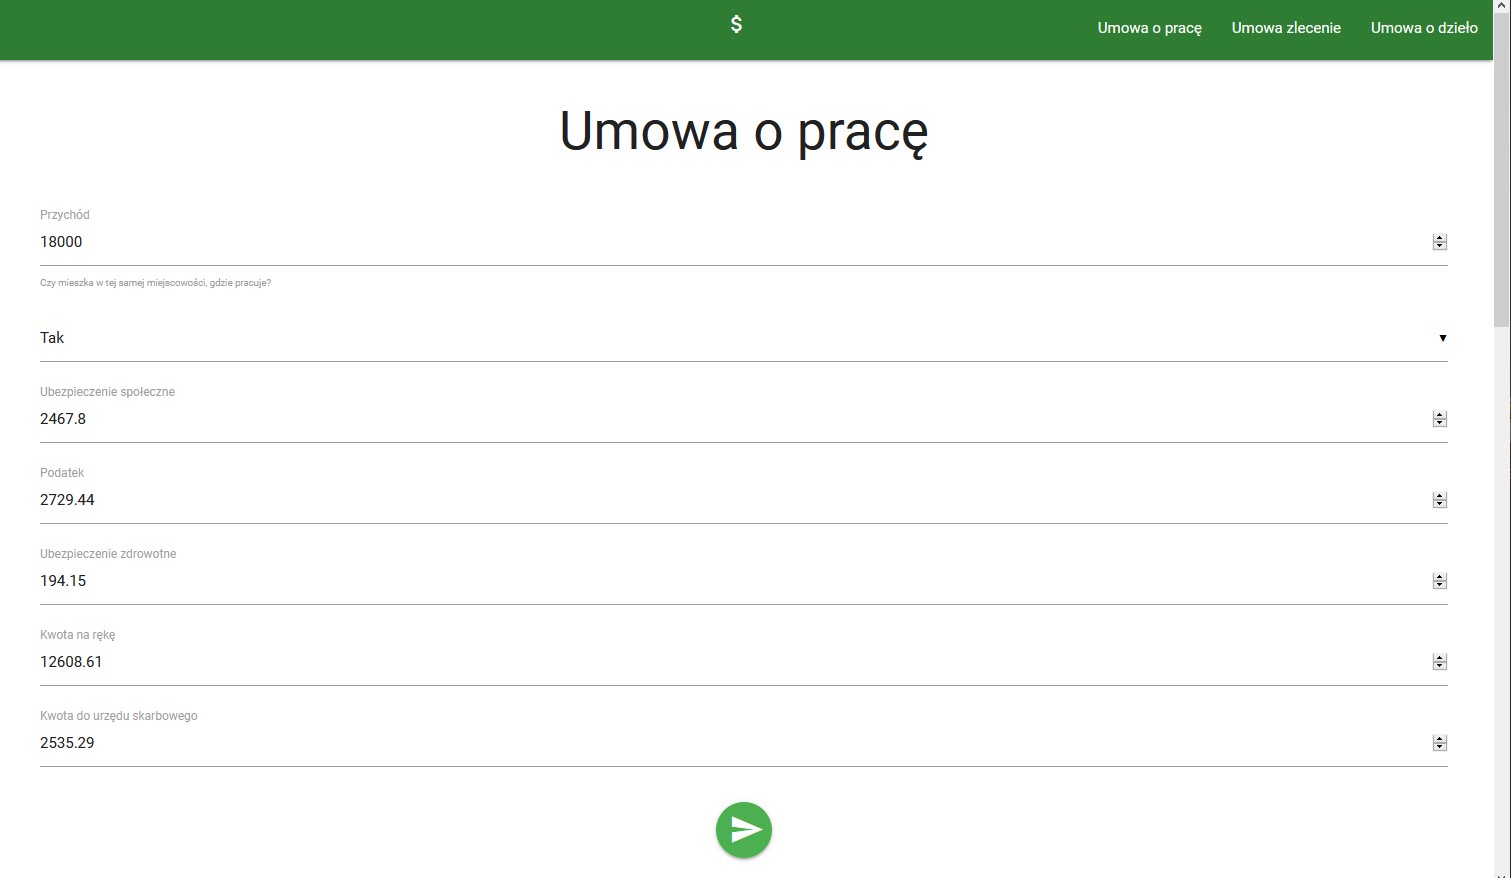 $
Umowa o pracę Umowa zlecenie Umowa o dzieło
Umowa o pracę
Przychód
18000
Czy mieszka w tej samej miejscowości, gdzie pracuje?
Tak
Ubezpieczenie społeczne
2467.8
Podatek
2729.44
Ubezpieczenie zdrowotne
194.15
Kwota na rękę
12608.61
Kwota do urzędu skarbowego
2535.29